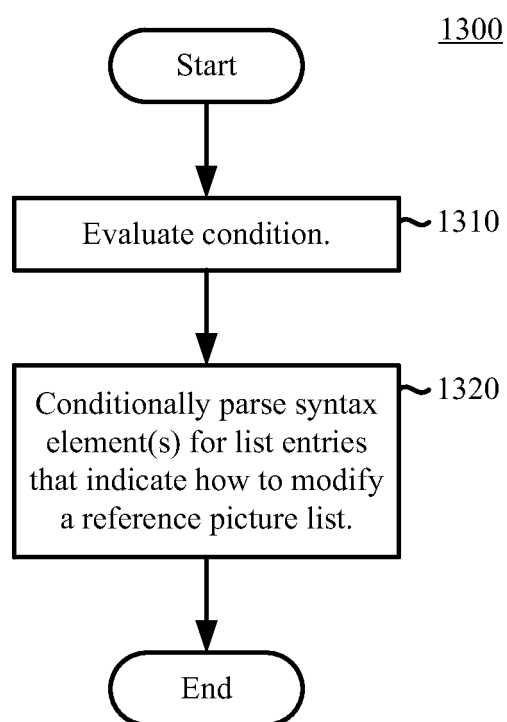 1300
Start
Evaluate condition.
1310
Conditionally parse syntax
element(s) for list entries
that indicate how to modify
a reference picture list.
1320
End